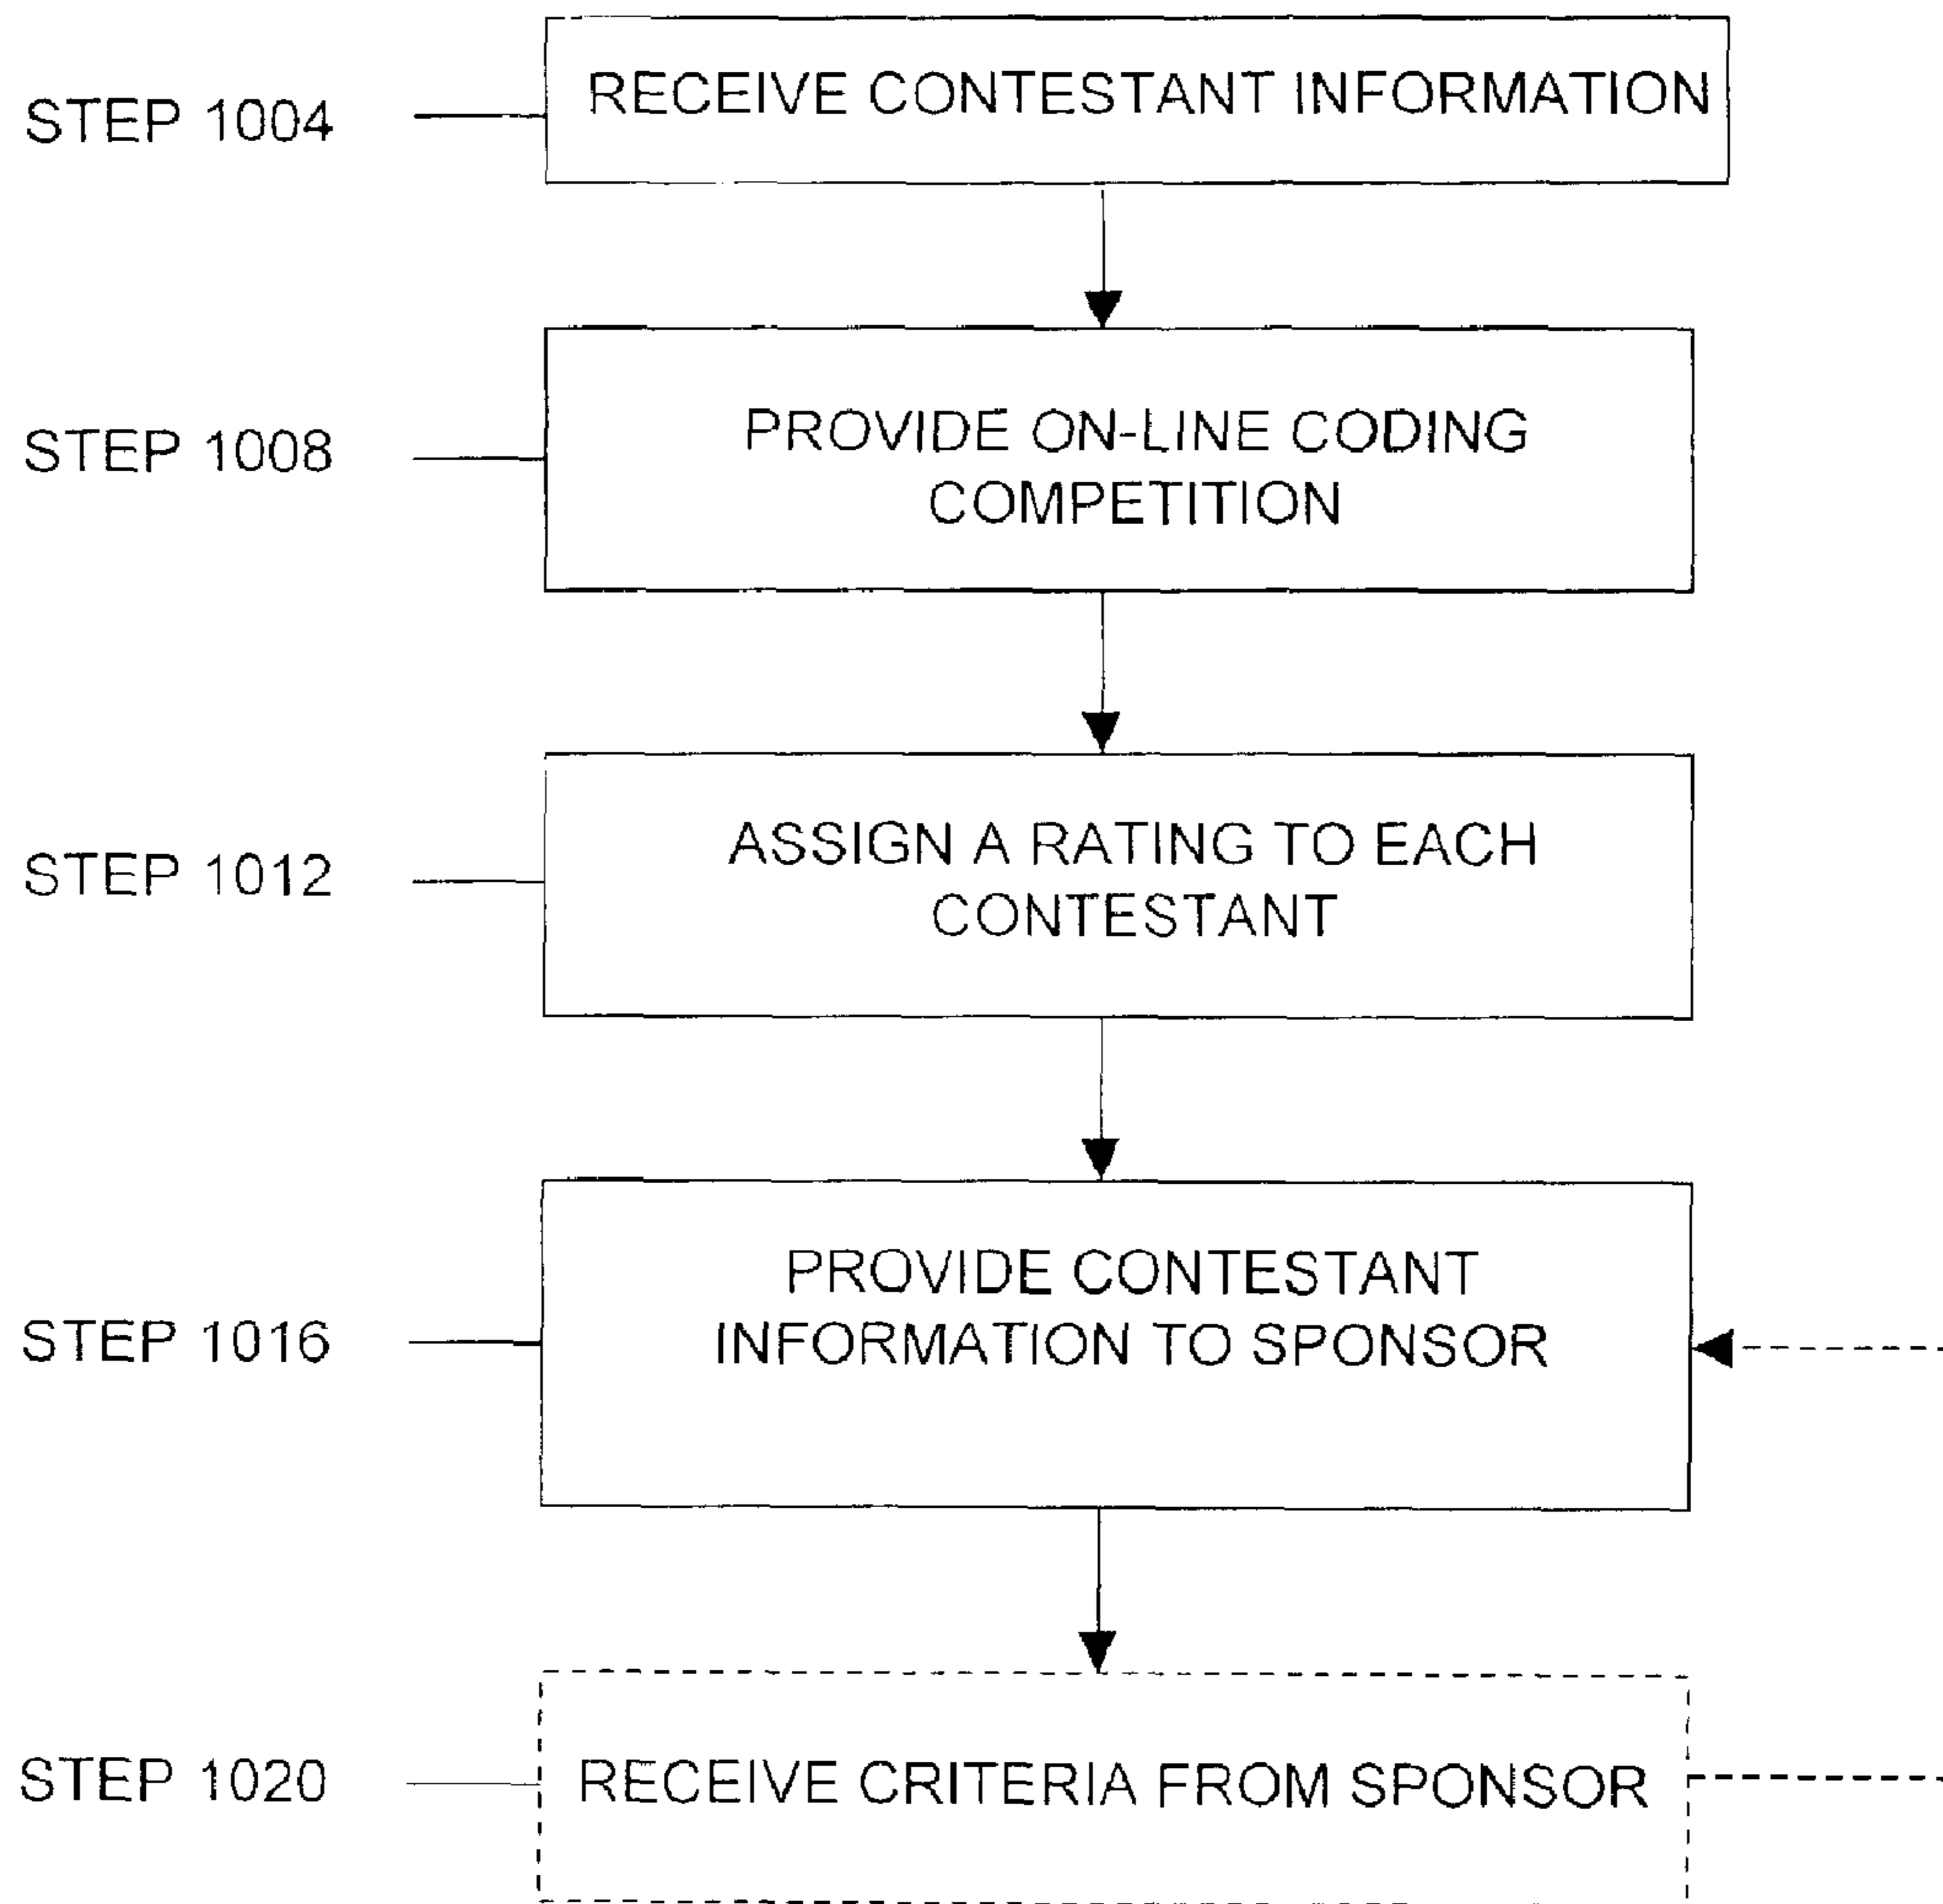 STEP 1004
RECEIVE CONTESTANT INFORMATION
STEP 1008
PROVIDE ON-LINE CODING
COMPETITION
STEP 1012
ASSIGN A RATING TO EACH
CONTESTANT
STEP 1016
PROVIDE CONTESTANT
INFORMATION TO SPONSOR
STEP 1020
RECEIVE CRITERIA FROM SPONSOR